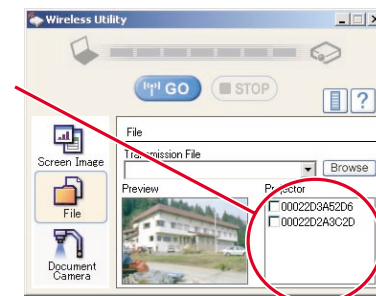 Wireless Utility
GO
STOP
?
File
Transmission File
Browse
Preview
Projector
00022D3A52D6
00022D2A3C2D
Screen Image
File
Document
Camera